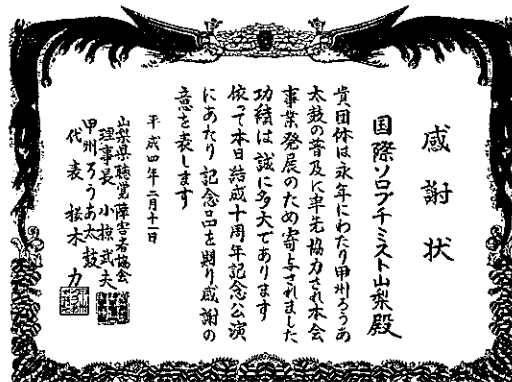 感謝状
国際ソロプチミスト山梨殿
貴団体は永年にわたり甲州ろうあ
太鼓の普及に率先協力され本会
事業発展のため寄与されました
功績は誠に多大であります
依って本日結成十周年記念公演
にあたり記念品を贈り感謝の
意を表します
平成四年二月十一日
山梨県聴覚障害者協会
理事長 小椋武夫
甲州ろうあ太鼓
代表 松木力